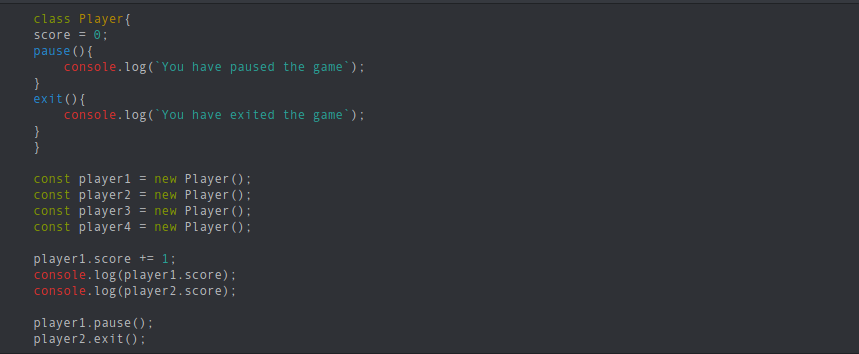 class Player{
score = 0;
pause(){
    console.log(`You have paused the game`);
}
exit(){
    console.log(`You have exited the game`);
}
}
const player1 = new Player();
const player2 = new Player();
const player3 = new Player();
const player4 = new Player();
player1.score += 1;
console.log(player1.score);
console.log(player2.score);
player1.pause();
player2.exit();